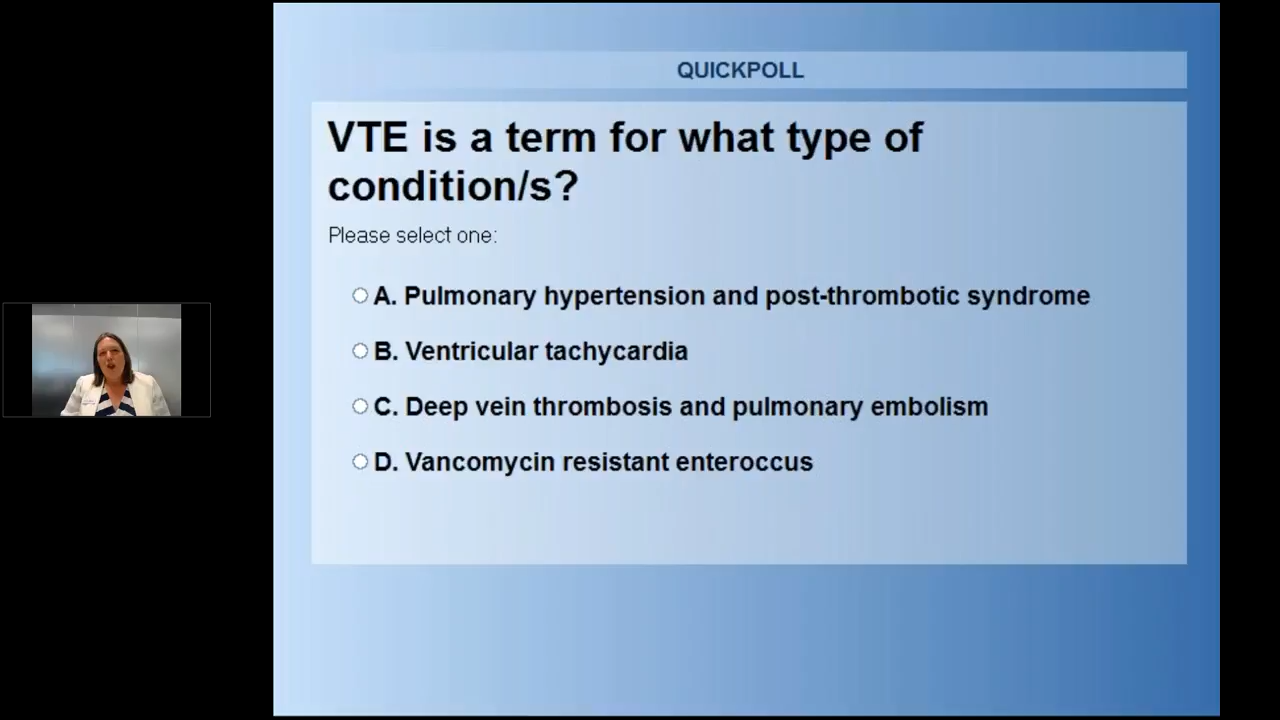 QUICKPOLL
VTE is a term for what type of
condition/s?
Please select one:
A. Pulmonary hypertension and post-thrombotic syndrome
B. Ventricular tachycardia
C. Deep vein thrombosis and pulmonary embolism
D. Vancomycin resistant enteroccus